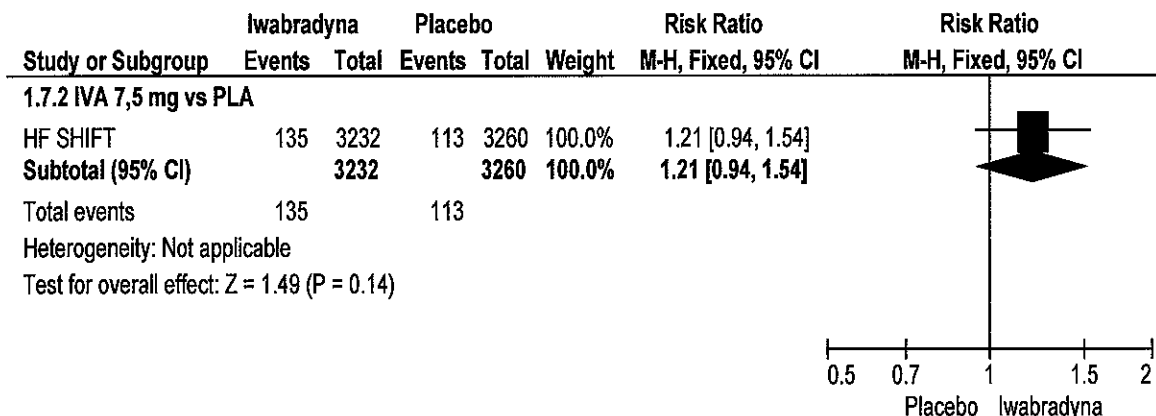 Iwabradyna Placebo Risk Ratio Risk Ratio
Study or Subgroup Events Total Events Total Weight M-H, Fixed, 95% CI M-H, Fixed, 95% CI
1.7.2 IVA 7,5 mg vs PLA
HF SHIFT 135 3232 113 3260 100.0% 1.21 [0.94, 1.54]
Subtotal (95% CI) 3232 3260 100.0% 1.21 [0.94, 1.54]
Total events 135 113
Heterogeneity: Not applicable
Test for overall effect: Z = 1.49 (P = 0.14)
0.5 0.7 1 1.5 2
Placebo Iwabradyna